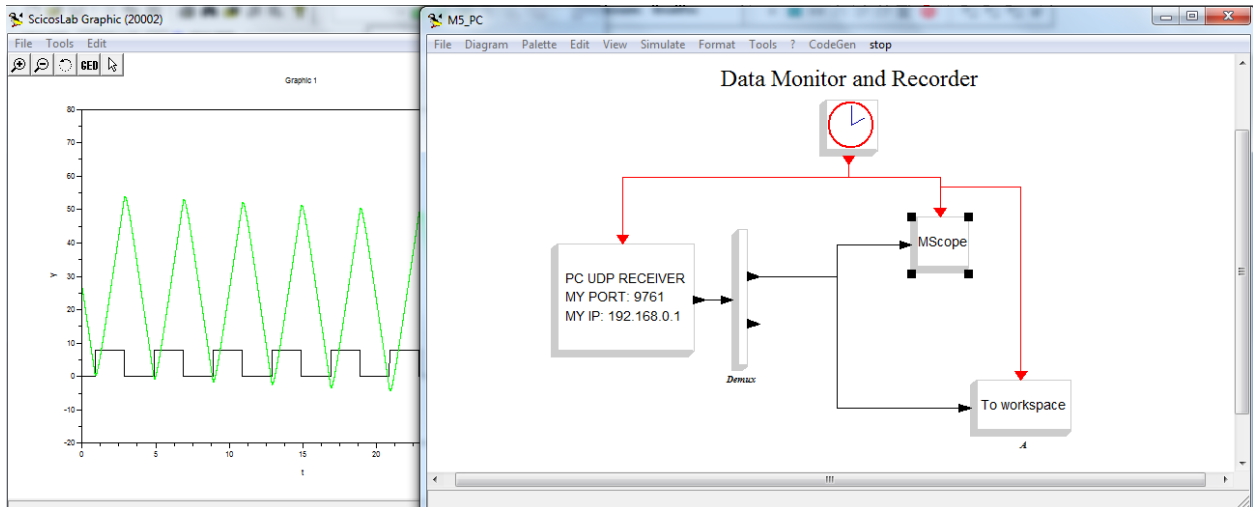 ScicosLab Graphic (20002)
File Tools Edit
GED
Graphic 1
80
70
60
50
40
30
20
10
0
-10
-20
Y
0 5 10 15 20
t
M5_PC
File Diagram Palette Edit View Simulate Format Tools ? CodeGen stop
Data Monitor and Recorder
MScope
PC UDP RECEIVER
MY PORT: 9761
MY IP: 192.168.0.1
Demux
To workspace
A